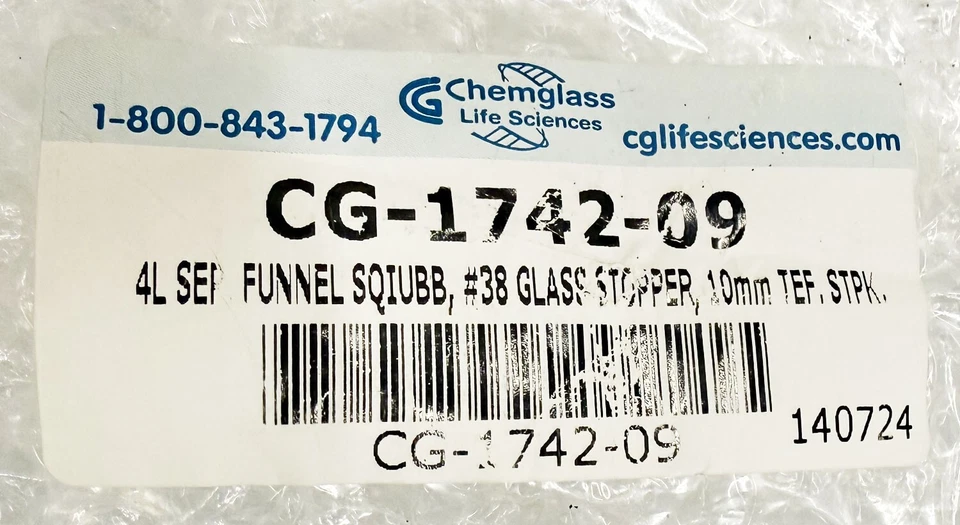 1-800-843-1794
Chemglass
Life Sciences
cglifesciences.com
CG-1742-09
4L SEP FUNNEL SQIUBB, #38 GLASS STOPPER, 10mm TEF. STPK.
CG-1742-09
140724